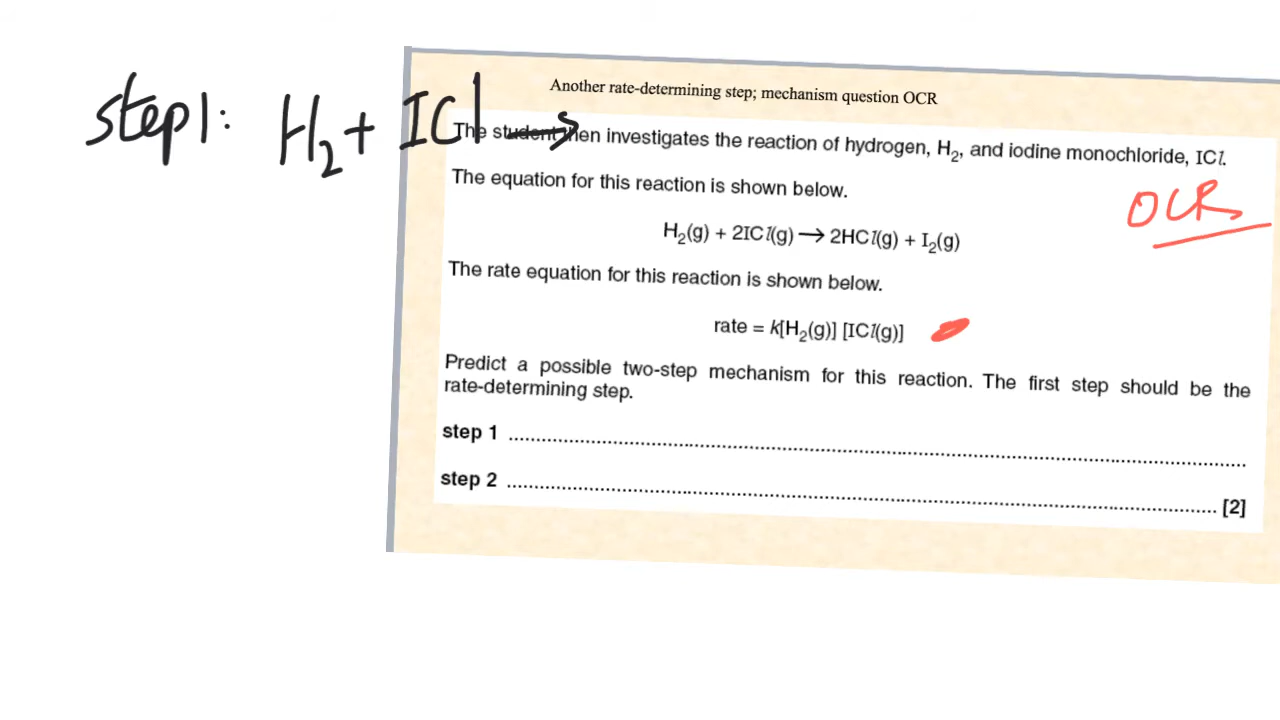 step1: H₂ + ICl →
Another rate-determining step; mechanism question OCR
The student then investigates the reaction of hydrogen, H₂, and iodine monochloride, ICl.
The equation for this reaction is shown below.
OCR
H₂(g) + 2ICl(g) → 2HCl(g) + I₂(g)
The rate equation for this reaction is shown below.
rate = k[H₂(g)] [ICl(g)]
Predict a possible two-step mechanism for this reaction. The first step should be the
rate-determining step.
step 1 ..........................................................................................
step 2 .......................................................................................... [2]